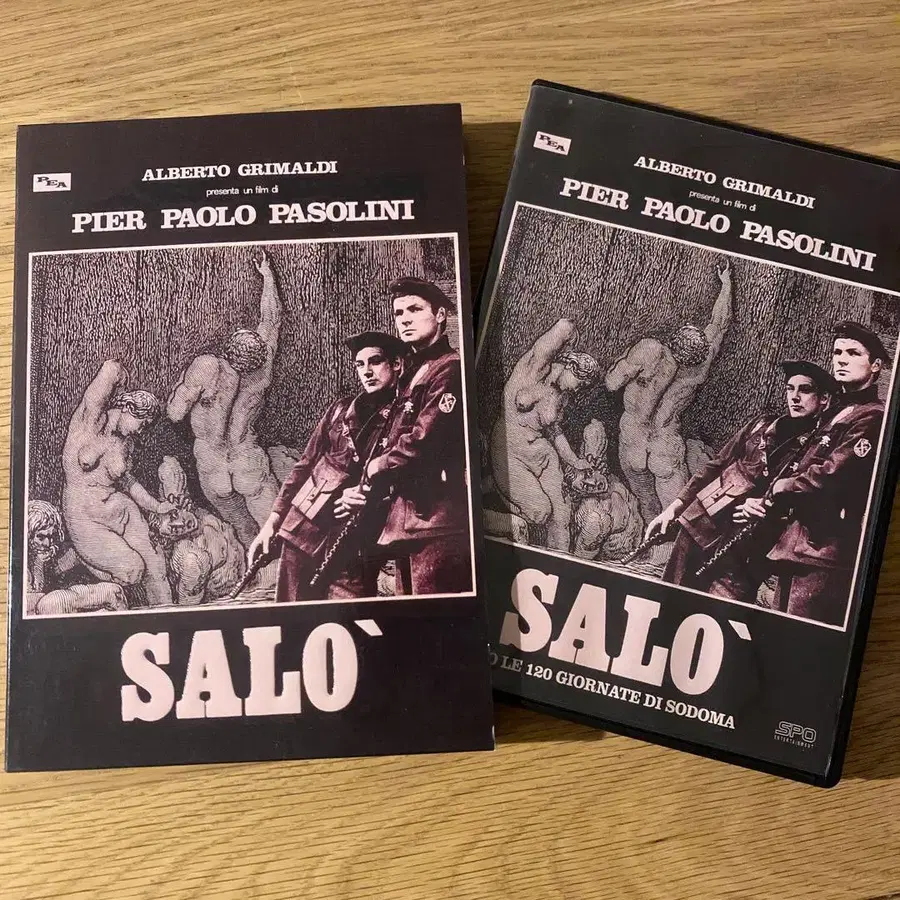 PEA
ALBERTO GRIMALDI
presenta un film di
PIER PAOLO PASOLINI
SALO`
PEA
ALBERTO GRIMALDI
presenta un film di
PIER PAOLO PASOLINI
SALO`
O LE 120 GIORNATE DI SODOMA
SPO
ENTERTAINMENT